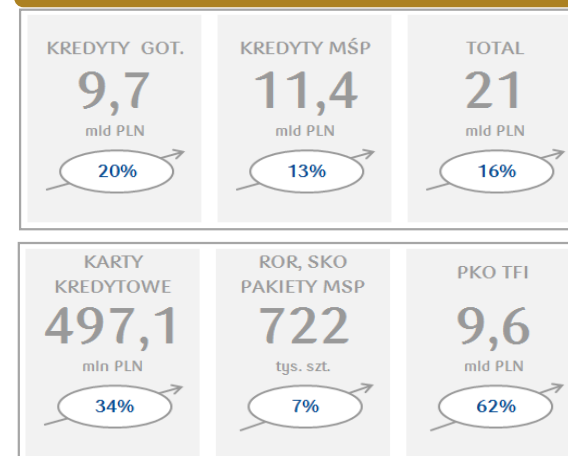 KREDYTY GOT.
9,7
mld PLN
20%
KREDYTY MŚP
11,4
mld PLN
13%
TOTAL
21
mld PLN
16%
KARTY
KREDYTOWE
497,1
mln PLN
34%
ROR, SKO
PAKIETY MSP
722
tys. szt.
7%
PKO TFI
9,6
mld PLN
62%